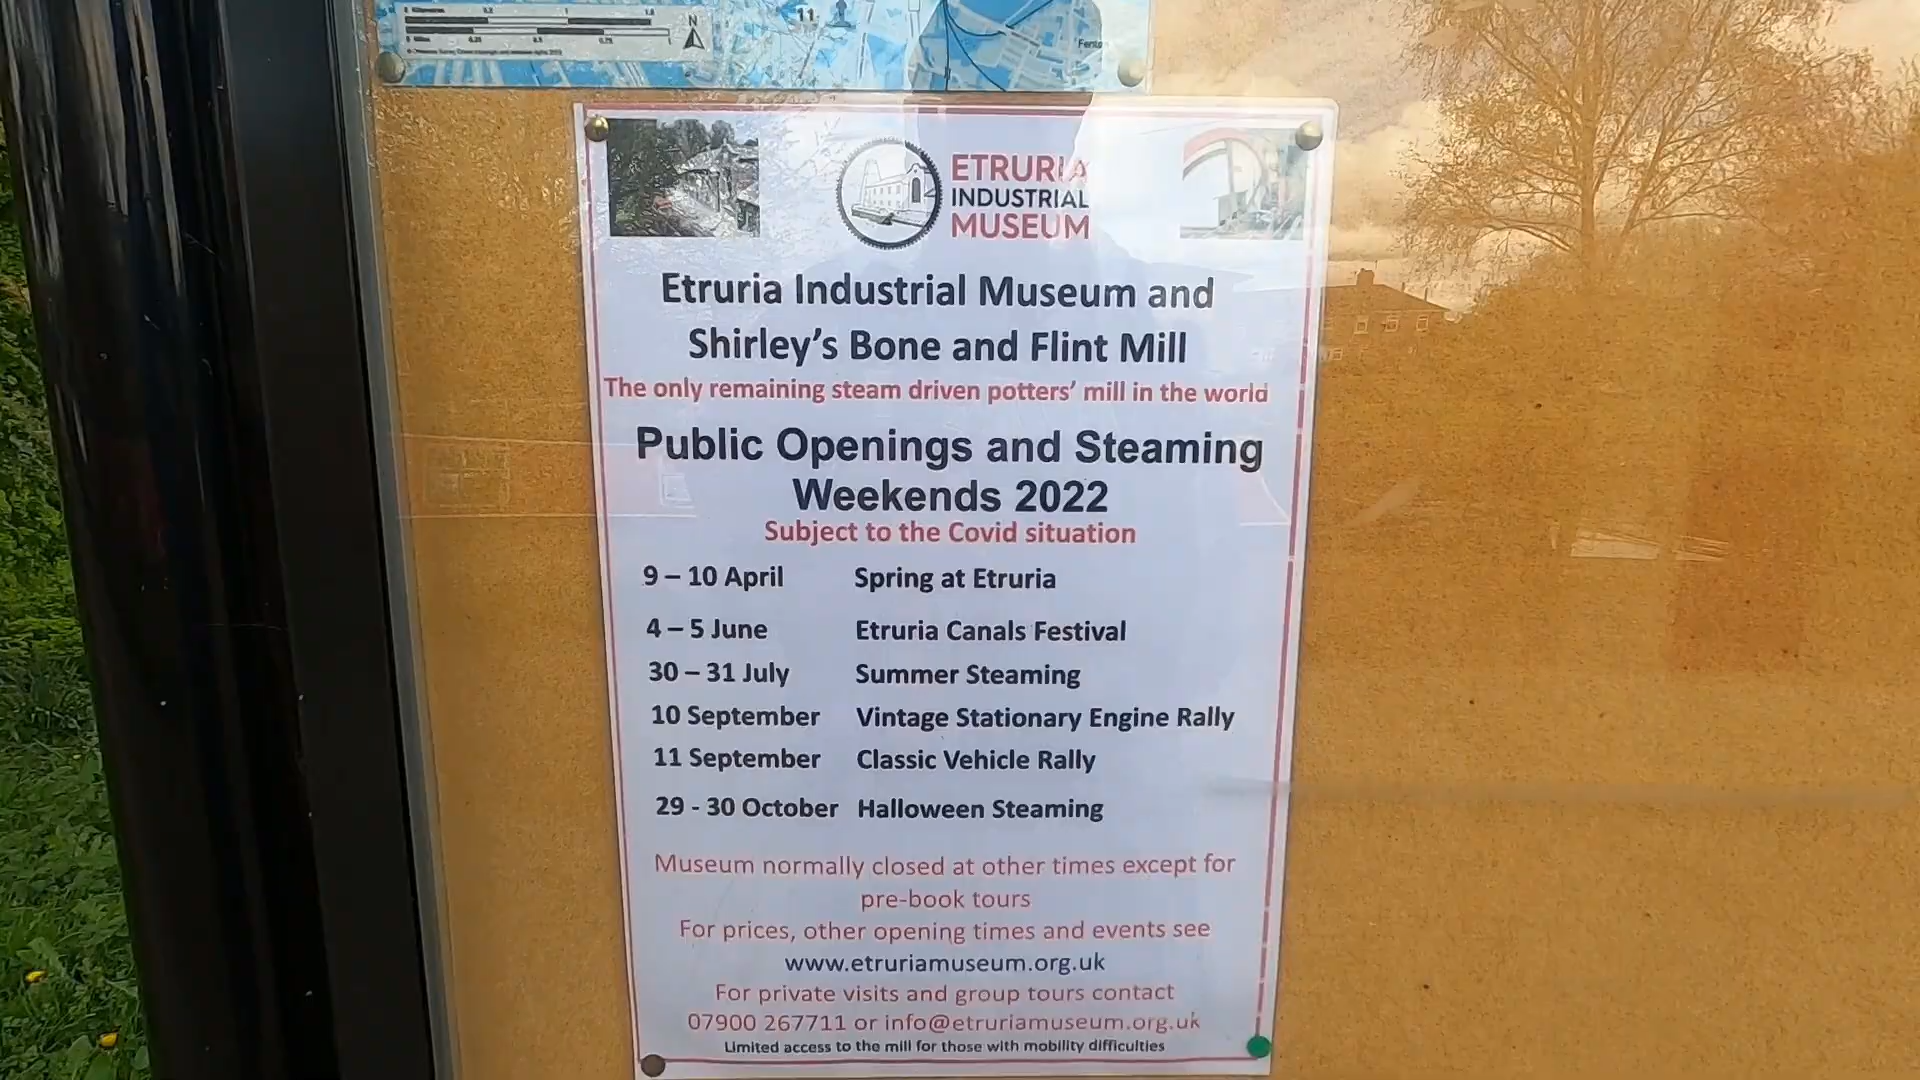 N
11
ETRURIA
INDUSTRIAL
MUSEUM
Etruria Industrial Museum and
Shirley's Bone and Flint Mill
The only remaining steam driven potters' mill in the world
Public Openings and Steaming
Weekends 2022
Subject to the Covid situation
9 – 10 April Spring at Etruria
4 – 5 June Etruria Canals Festival
30 – 31 July Summer Steaming
10 September Vintage Stationary Engine Rally
11 September Classic Vehicle Rally
29 - 30 October Halloween Steaming
Museum normally closed at other times except for
pre-book tours
For prices, other opening times and events see
www.etruriamuseum.org.uk
For private visits and group tours contact
07900 267711 or info@etruriamuseum.org.uk
Limited access to the mill for those with mobility difficulties